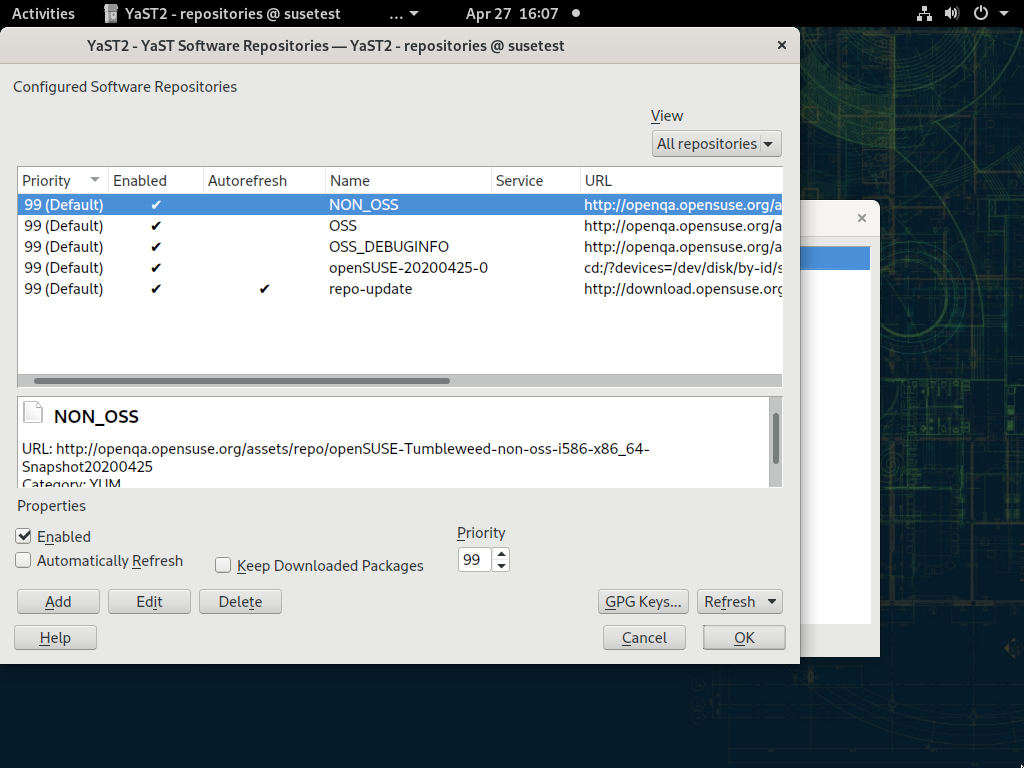 Activities YaST2 - repositories @ susetest ... Apr 27 16:07
YaST2 - YaST Software Repositories — YaST2 - repositories @ susetest
Configured Software Repositories
View
All repositories
Priority Enabled Autorefresh Name Service URL
99 (Default) ✔ NON_OSS http://openqa.opensuse.org/a
99 (Default) ✔ OSS http://openqa.opensuse.org/a
99 (Default) ✔ OSS_DEBUGINFO http://openqa.opensuse.org/a
99 (Default) ✔ openSUSE-20200425-0 cd:/?devices=/dev/disk/by-id/s
99 (Default) ✔ ✔ repo-update http://download.opensuse.org
NON_OSS
URL: http://openqa.opensuse.org/assets/repo/openSUSE-Tumbleweed-non-oss-i586-x86_64-
Snapshot20200425
Category: YUM
Properties
Enabled
Priority
Automatically Refresh
Keep Downloaded Packages
99
Add Edit Delete GPG Keys... Refresh
Help Cancel OK